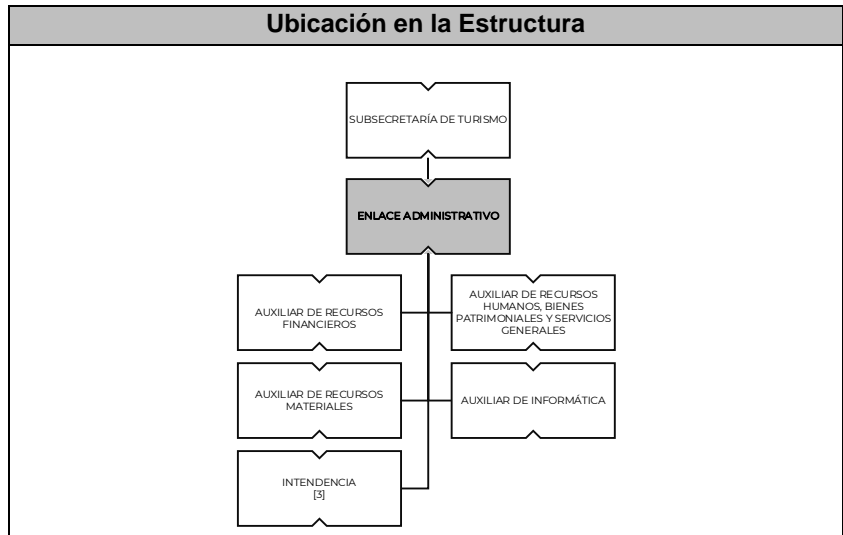 Ubicación en la Estructura
SUBSECRETARÍA DE TURISMO
ENLACE ADMINISTRATIVO
AUXILIAR DE RECURSOS
FINANCIEROS
AUXILIAR DE RECURSOS
HUMANOS, BIENES
PATRIMONIALES Y SERVICIOS
GENERALES
AUXILIAR DE RECURSOS
MATERIALES
AUXILIAR DE INFORMÁTICA
INTENDENCIA
[3]